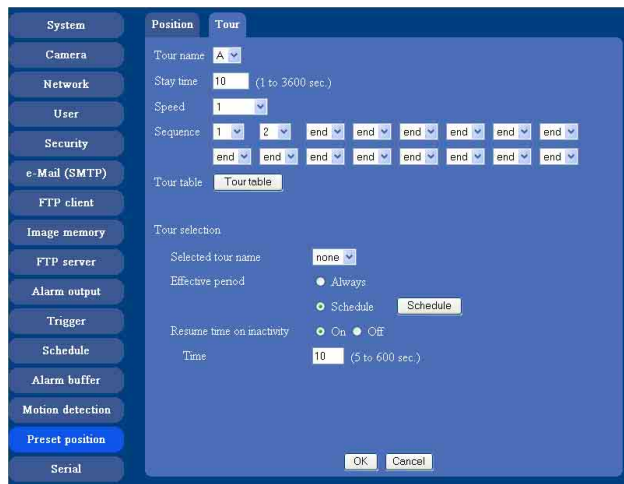 System
Camera
Network
User
Security
e-Mail (SMTP)
FTP client
Image memory
FTP server
Alarm output
Trigger
Schedule
Alarm buffer
Motion detection
Preset position
Serial
Position Tour
Tour name A
Stay time 10 (1 to 3600 sec.)
Speed 1
Sequence 1 2 end end end end end end
end end end end end end end end
Tour table Tour table
Tour selection
Selected tour name none
Effective period Always
Schedule Schedule
Resume time on inactivity On Off
Time 10 (5 to 600 sec.)
OK Cancel